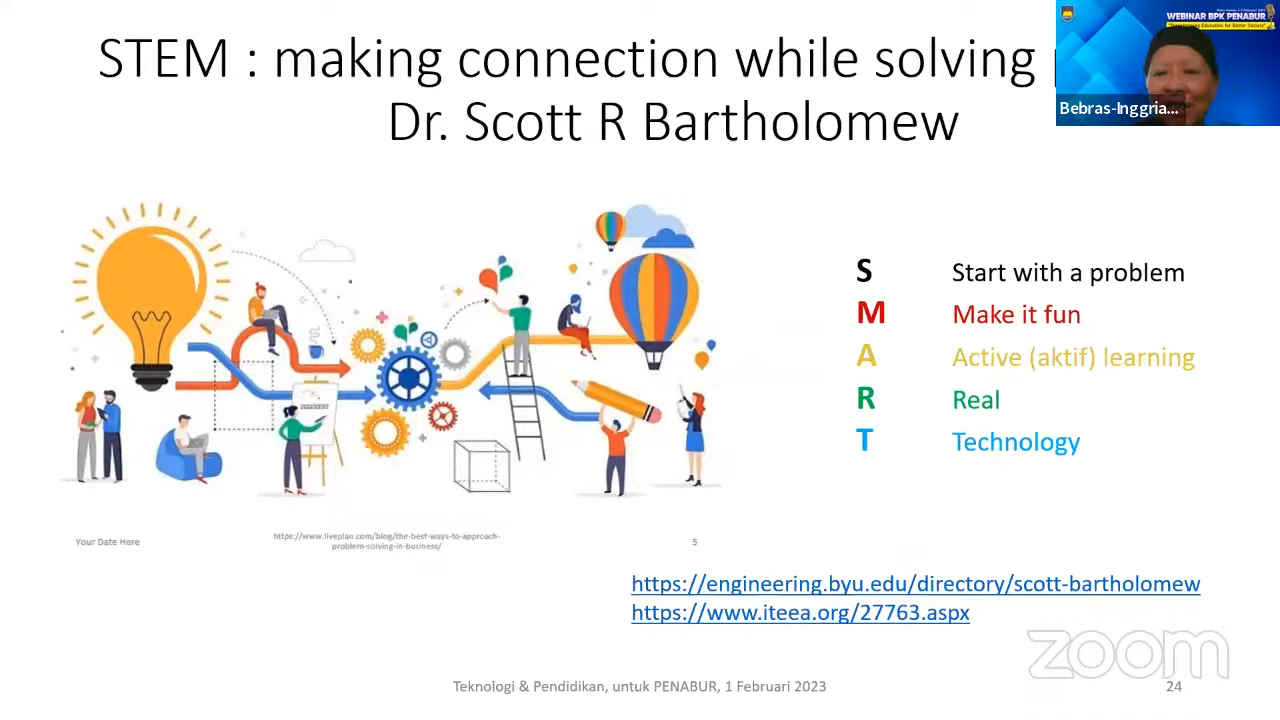 STEM : making connection while solving
Dr. Scott R Bartholomew
WEBINAR BPK PENABUR
Bebras-Inggria...
S Start with a problem
M Make it fun
A Active (aktif) learning
R Real
T Technology
Your Date Here
https://www.liveplan.com/blog/the-best-ways-to-approach-
problem-solving-in-business/
5
https://engineering.byu.edu/directory/scott-bartholomew
https://www.iteea.org/27763.aspx
zoom
Teknologi & Pendidikan, untuk PENABUR, 1 Februari 2023
24